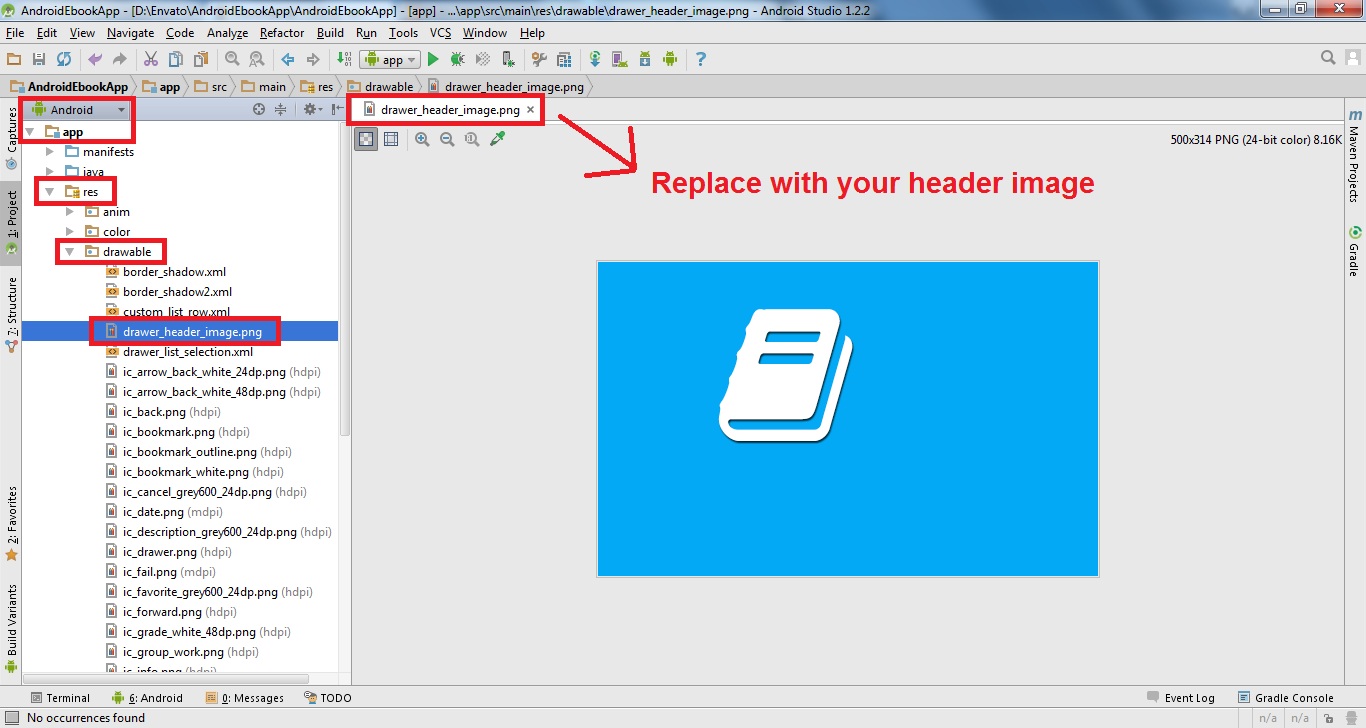 AndroidEbookApp - [D:\Envato\AndroidEbookApp\AndroidEbookApp] - [app] - ...\app\src\main\res\drawable\drawer_header_image.png - Android Studio 1.2.2
File Edit View Navigate Code Analyze Refactor Build Run Tools VCS Window Help
app
AndroidEbookApp app src main res drawable drawer_header_image.png
Captures
1: Project
7: Structure
2: Favorites
Build Variants
Android
app
manifests
java
res
anim
color
drawable
border_shadow.xml
border_shadow2.xml
custom_list_row.xml
drawer_header_image.png
drawer_list_selection.xml
ic_arrow_back_white_24dp.png (hdpi)
ic_arrow_back_white_48dp.png (hdpi)
ic_back.png (hdpi)
ic_bookmark.png (hdpi)
ic_bookmark_outline.png (hdpi)
ic_bookmark_white.png (hdpi)
ic_cancel_grey600_24dp.png (hdpi)
ic_date.png (mdpi)
ic_description_grey600_24dp.png (hdpi)
ic_drawer.png (hdpi)
ic_fail.png (mdpi)
ic_favorite_grey600_24dp.png (hdpi)
ic_forward.png (hdpi)
ic_grade_white_48dp.png (hdpi)
ic_group_work.png (hdpi)
ic_info.png (hdpi)
drawer_header_image.png
500x314 PNG (24-bit color) 8.16K
Replace with your header image
Maven Projects
Gradle
Terminal 6: Android 0: Messages TODO Event Log Gradle Console
No occurrences found n/a n/a